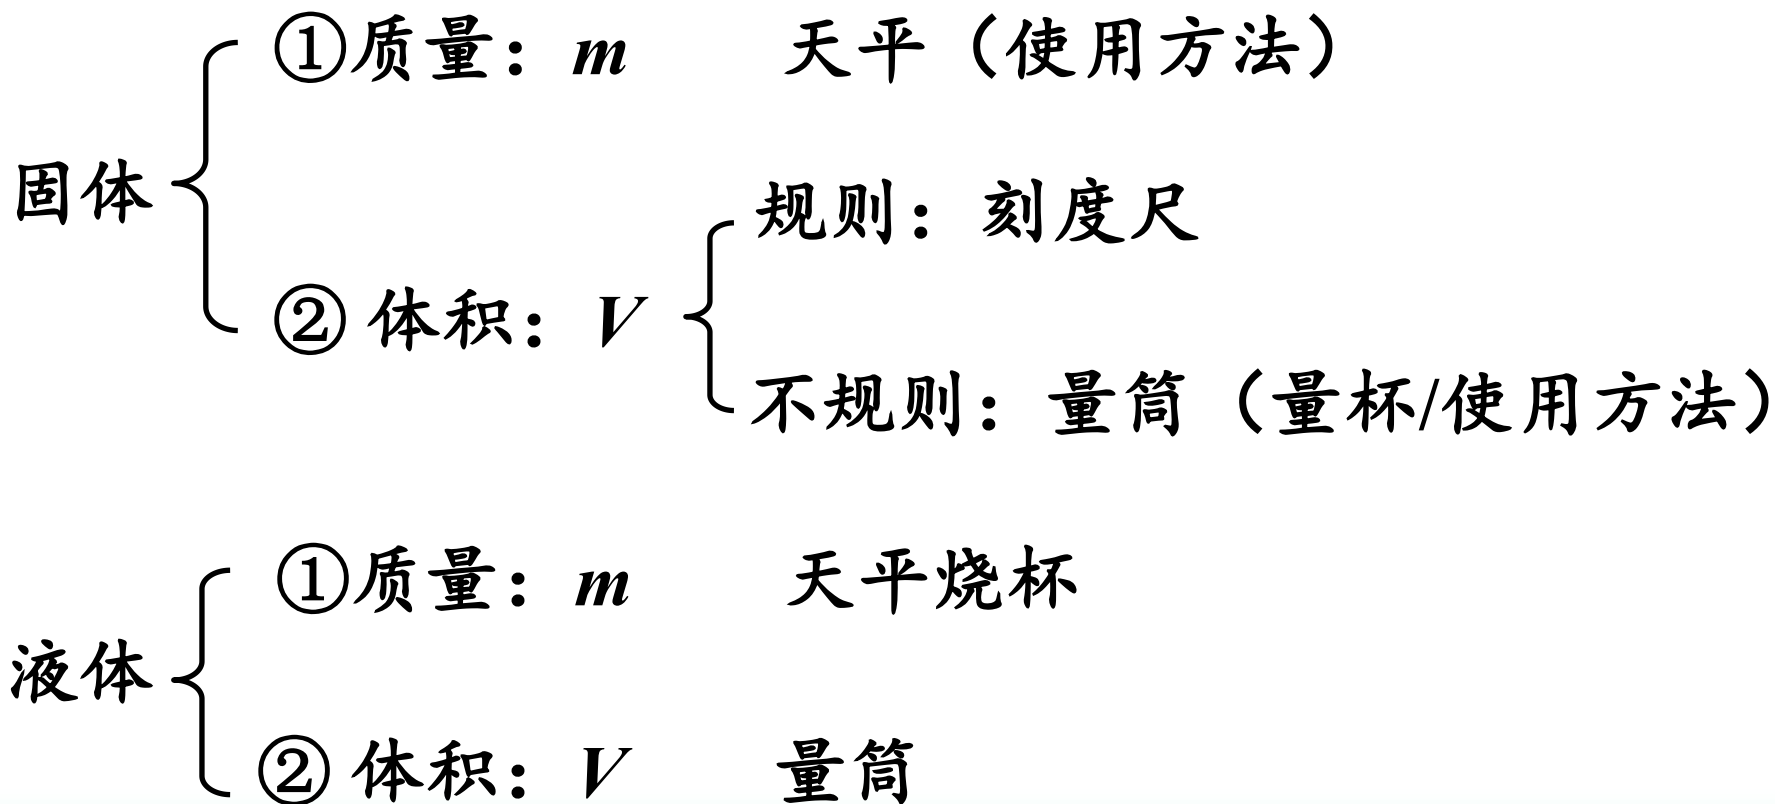 ①质量：m 天平（使用方法）
固体
规则：刻度尺
②体积：V
不规则：量筒（量杯/使用方法）
①质量：m 天平烧杯
液体
②体积：V 量筒